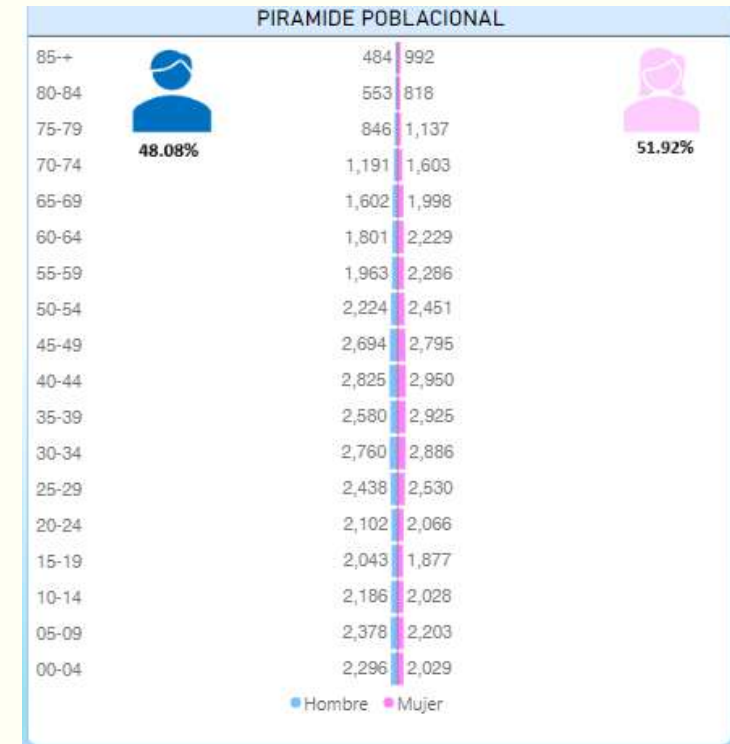 PIRAMIDE POBLACIONAL
85-+ 484 992
80-84 553 818
75-79 846 1,137
48.08% 51.92%
70-74 1,191 1,603
65-69 1,602 1,998
60-64 1,801 2,229
55-59 1,963 2,286
50-54 2,224 2,451
45-49 2,694 2,795
40-44 2,825 2,950
35-39 2,580 2,925
30-34 2,760 2,886
25-29 2,438 2,530
20-24 2,102 2,066
15-19 2,043 1,877
10-14 2,186 2,028
05-09 2,378 2,203
00-04 2,296 2,029
Hombre Mujer